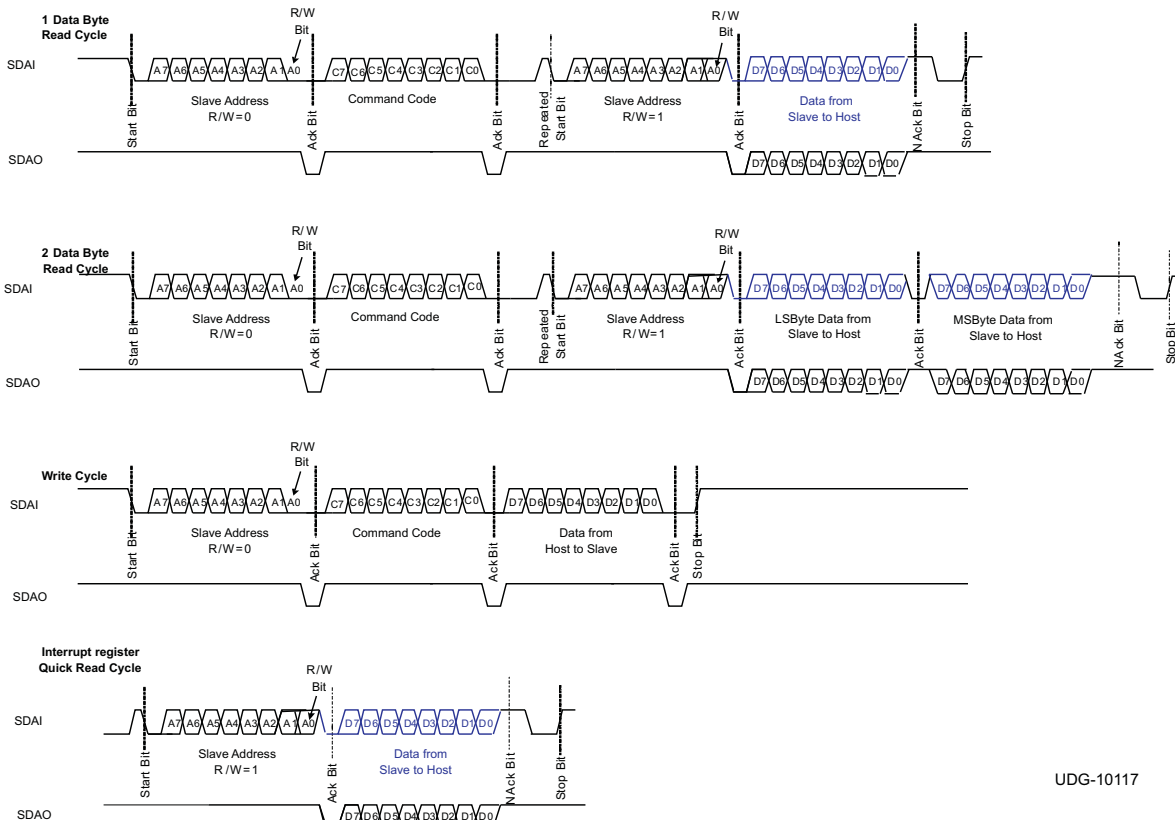 1 Data Byte
Read Cycle
R/W
Bit
R/W
Bit
SDAI
A7 A6 A5 A4 A3 A2 A1 A0
C7 C6 C5 C4 C3 C2 C1 C0
A7 A6 A5 A4 A3 A2 A1 A0
D7 D6 D5 D4 D3 D2 D1 D0
Start Bit
Slave Address
R/W=0
Ack Bit
Command Code
Ack Bit
Repeated
Start Bit
Slave Address
R/W=1
Ack Bit
Data from
Slave to Host
NAck Bit
Stop Bit
SDAO
D7 D6 D5 D4 D3 D2 D1 D0
2 Data Byte
Read Cycle
R/W
Bit
R/W
Bit
SDAI
A7 A6 A5 A4 A3 A2 A1 A0
C7 C6 C5 C4 C3 C2 C1 C0
A7 A6 A5 A4 A3 A2 A1 A0
D7 D6 D5 D4 D3 D2 D1 D0
D7 D6 D5 D4 D3 D2 D1 D0
Start Bit
Slave Address
R/W=0
Ack Bit
Command Code
Ack Bit
Repeated
Start Bit
Slave Address
R/W=1
Ack Bit
LSByte Data from
Slave to Host
Ack Bit
MSByte Data from
Slave to Host
NAck Bit
Stop Bit
SDAO
D7 D6 D5 D4 D3 D2 D1 D0
D7 D6 D5 D4 D3 D2 D1 D0
Write Cycle
R/W
Bit
SDAI
A7 A6 A5 A4 A3 A2 A1 A0
C7 C6 C5 C4 C3 C2 C1 C0
D7 D6 D5 D4 D3 D2 D1 D0
Start Bit
Slave Address
R/W=0
Ack Bit
Command Code
Ack Bit
Data from
Host to Slave
Ack Bit
Stop Bit
SDAO
Interrupt register
Quick Read Cycle
R/W
Bit
SDAI
A7 A6 A5 A4 A3 A2 A1 A0
D7 D6 D5 D4 D3 D2 D1 D0
Start Bit
Slave Address
R/W=1
Ack Bit
Data from
Slave to Host
NAck Bit
Stop Bit
UDG-10117
SDAO
D7 D6 D5 D4 D3 D2 D1 D0